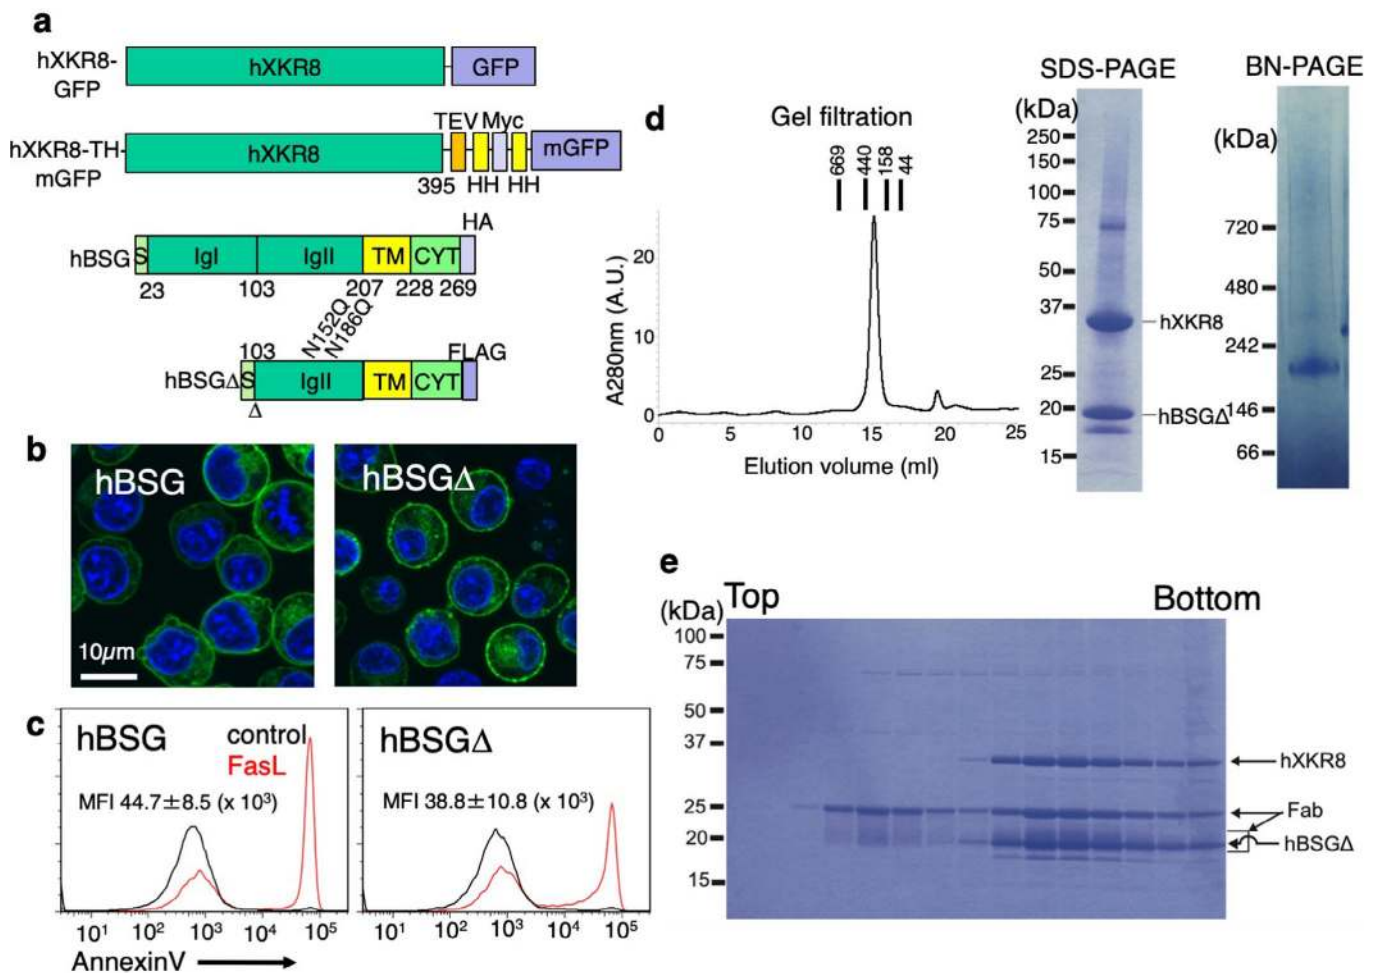 a
hXKR8-
GFP
hXKR8
GFP
TEV Myc
hXKR8-TH-
mGFP
hXKR8
mGFP
395 HH HH
HA
hBSG
S IgI IgII TM CYT
23 103 207 228 269
N152Q
N186Q
103
FLAG
hBSGΔ
S IgII TM CYT
Δ
b
hBSG
10µm
hBSGΔ
c
hBSG
control
FasL
MFI 44.7±8.5 (x 10³)
hBSGΔ
MFI 38.8±10.8 (x 10³)
10¹ 10² 10³ 10⁴ 10⁵
10¹ 10² 10³ 10⁴ 10⁵
AnnexinV
d
Gel filtration
669
440
158
44
A280nm (A.U.)
20
10
0
0 5 10 15 20 25
Elution volume (ml)
SDS-PAGE
(kDa)
250
150
100
75
50
37
25
20
15
hXKR8
hBSGΔ
BN-PAGE
(kDa)
720
480
242
146
66
e
(kDa)
Top
Bottom
100
75
50
37
25
20
15
hXKR8
Fab
hBSGΔ